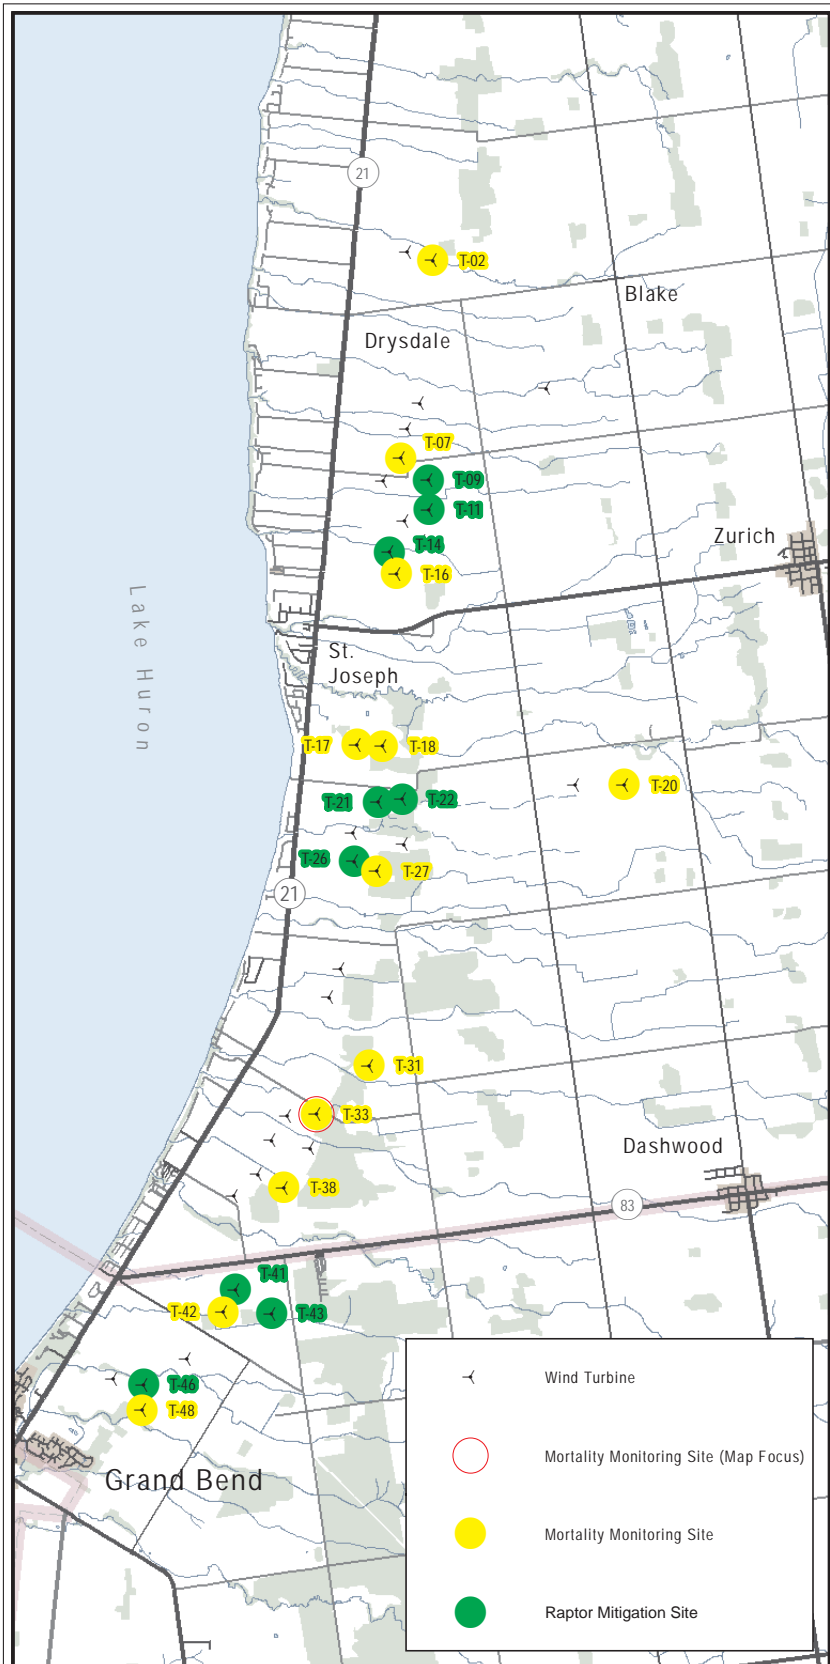 21
T-02
Blake
Drysdale
T-07
T-09
T-11
Zurich
T-14
T-16
Lake Huron
St.
Joseph
T-17
T-18
T-20
T-21
T-22
T-26
T-27
21
T-31
T-33
Dashwood
T-38
83
T-41
T-42
T-43
T-46
T-48
Grand Bend
Wind Turbine
Mortality Monitoring Site (Map Focus)
Mortality Monitoring Site
Raptor Mitigation Site